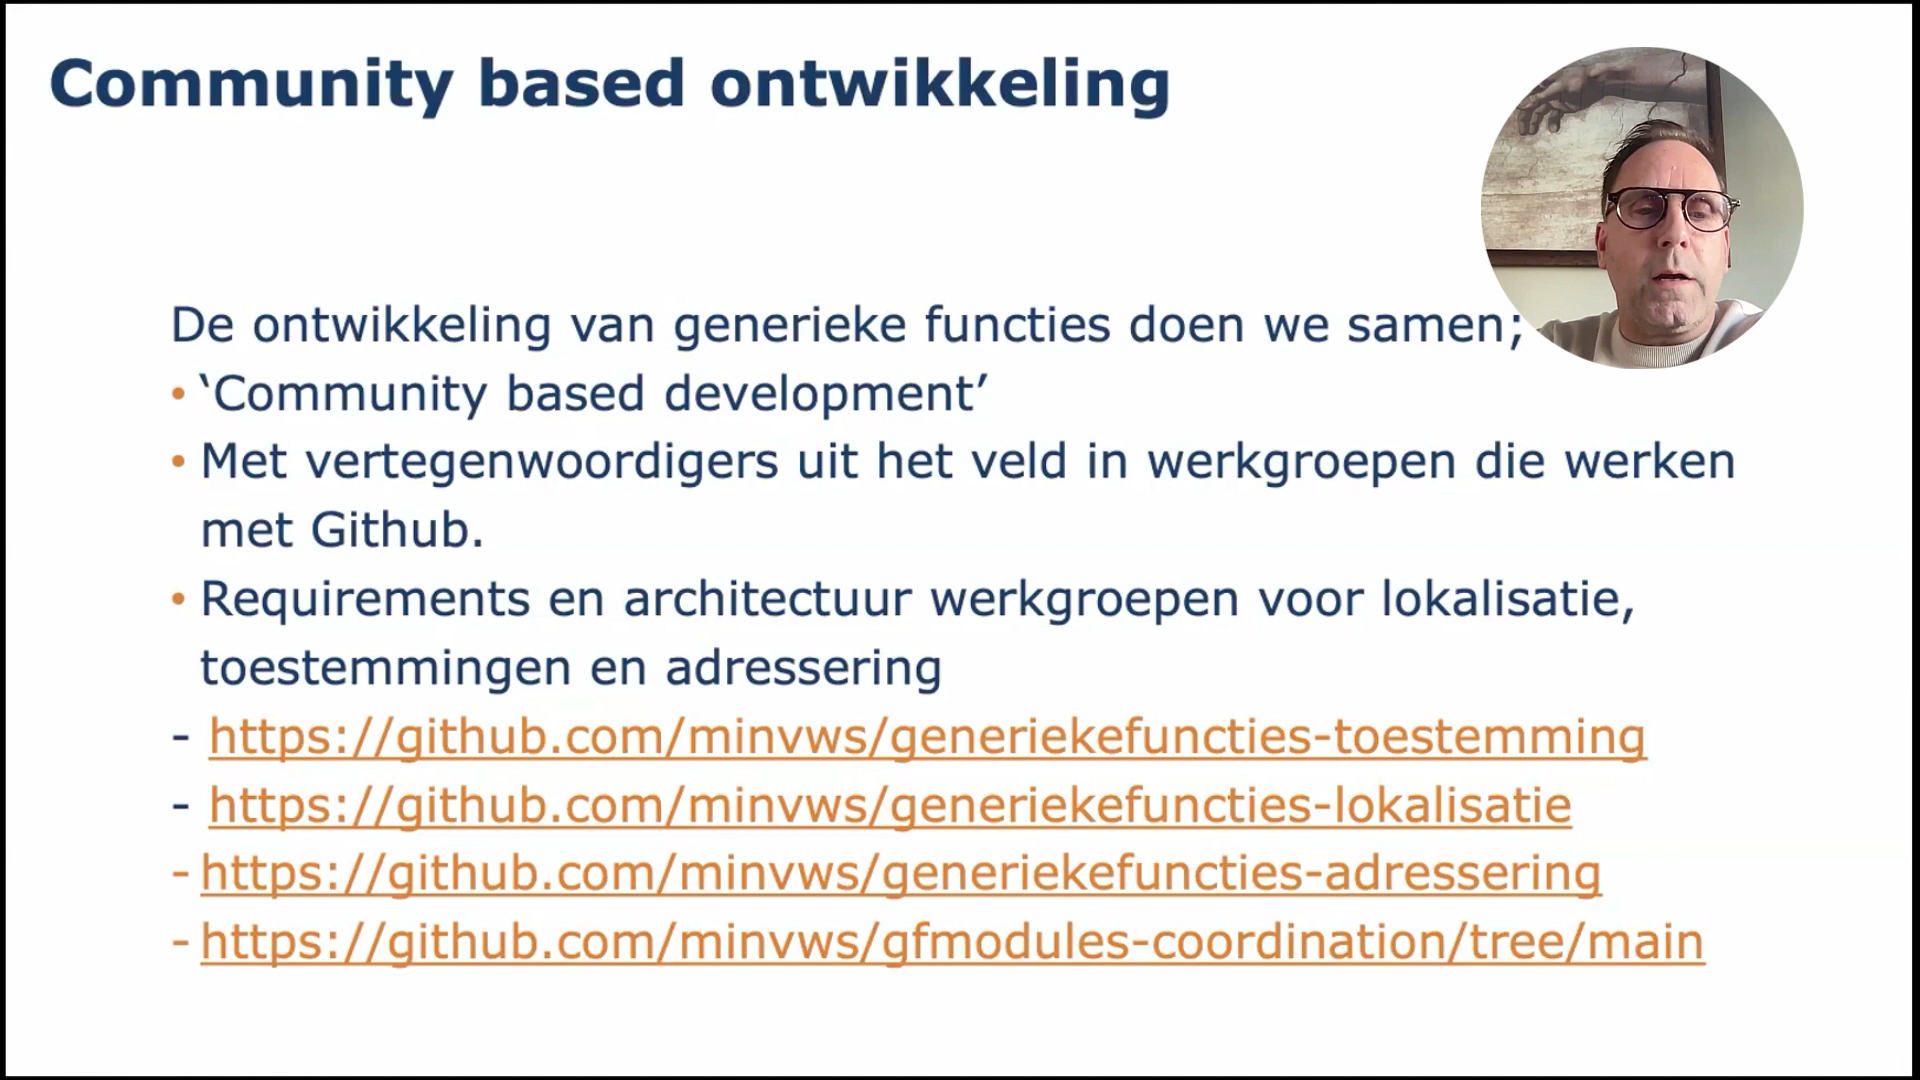 Community based ontwikkeling
De ontwikkeling van generieke functies doen we samen;
• ‘Community based development’
• Met vertegenwoordigers uit het veld in werkgroepen die werken
met Github.
• Requirements en architectuur werkgroepen voor lokalisatie,
toestemmingen en adressering
- https://github.com/minvws/generiekefuncties-toestemming
- https://github.com/minvws/generiekefuncties-lokalisatie
- https://github.com/minvws/generiekefuncties-adressering
- https://github.com/minvws/gfmodules-coordination/tree/main